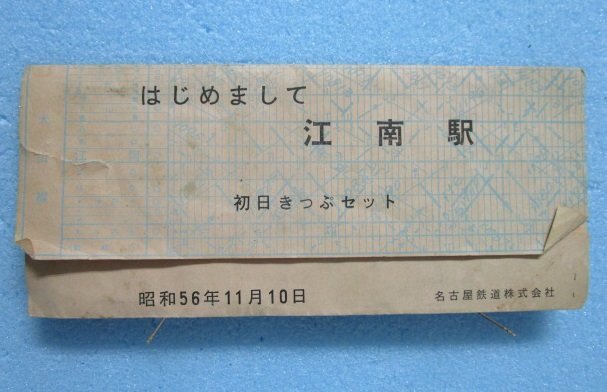 はじめまして
江南駅
初日きっぷセット
昭和56年11月10日
名古屋鉄道株式会社